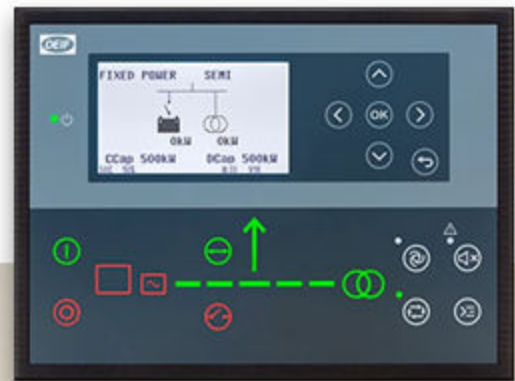 DEIF
FIXED POWER SEMI
0kW 0kW
CCap 500kW DCap 500kW
OK